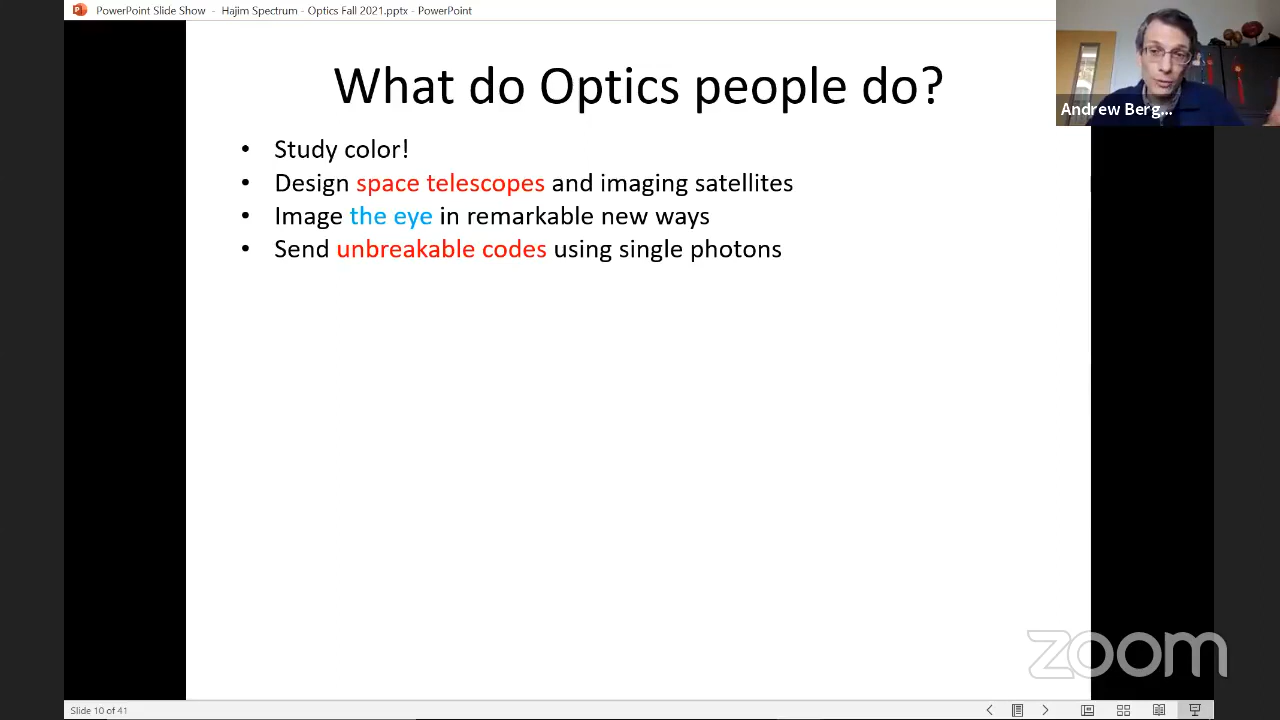 PowerPoint Slide Show - Hajim Spectrum - Optics Fall 2021.pptx - PowerPoint
What do Optics people do?
Andrew Berg...
• Study color!
• Design space telescopes and imaging satellites
• Image the eye in remarkable new ways
• Send unbreakable codes using single photons
zoom
Slide 10 of 41